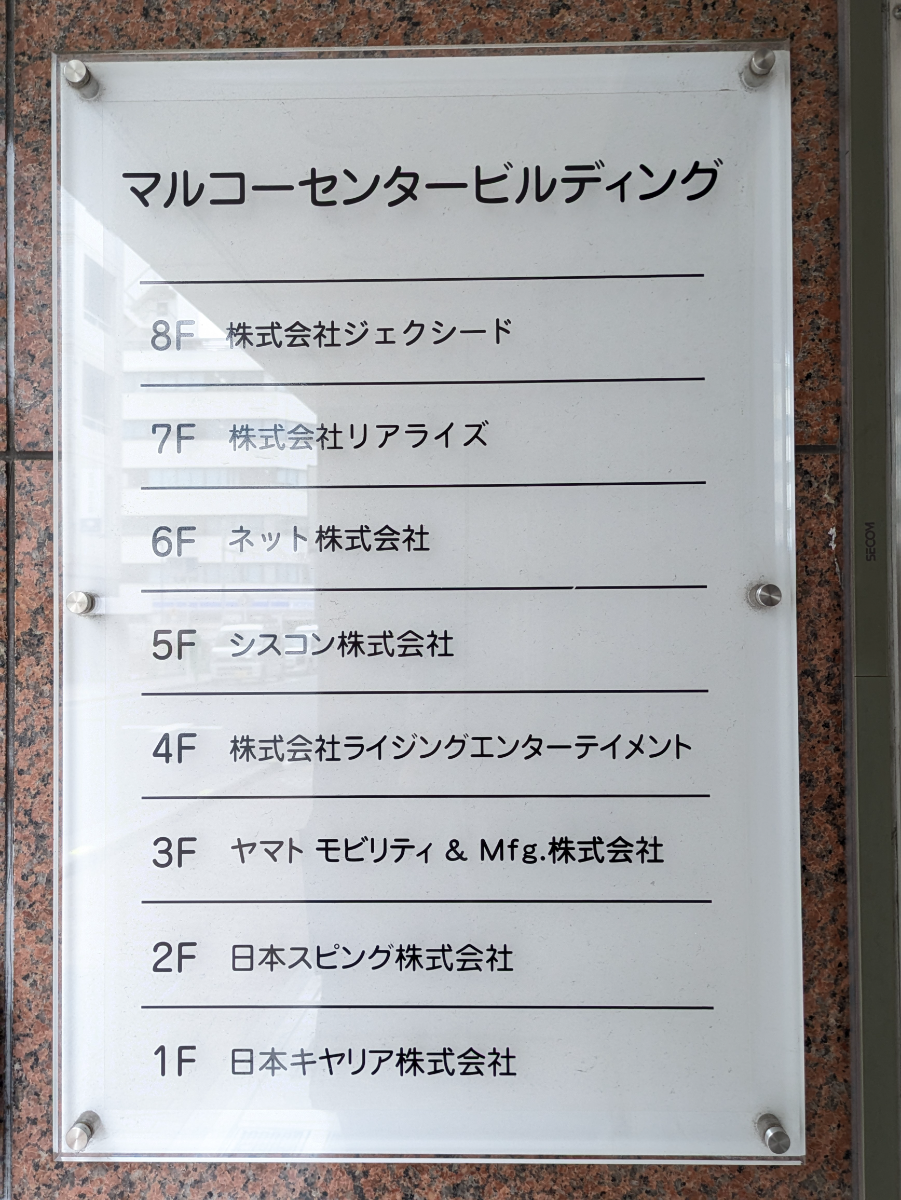 マルコーセンタービルディング
8F 株式会社ジェクシード
7F 株式会社リアライズ
6F ネット株式会社
5F シスコン株式会社
4F 株式会社ライジングエンターテイメント
3F ヤマト モビリティ & Mfg.株式会社
2F 日本スピング株式会社
1F 日本キャリア株式会社
SECOM